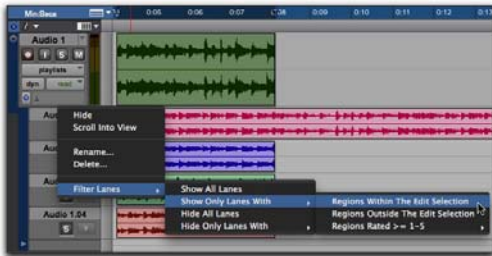 Min:Secs
0:05 0:06 0:07 0:08 0:09 0:10 0:11 0:12
Audio 1
I S M
playlists
dyn read
Hide
Scroll Into View
Rename...
Delete...
Filter Lanes
Show All Lanes
Show Only Lanes With
Hide All Lanes
Hide Only Lanes With
Regions Within The Edit Selection
Regions Outside The Edit Selection
Regions Rated >= 1-5
Audio 1.04
S